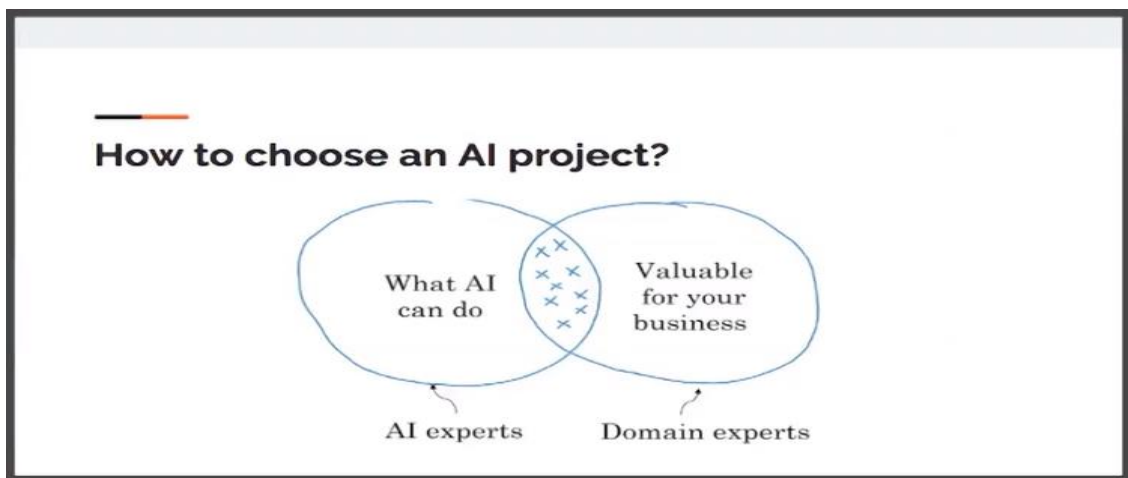 How to choose an AI project?
What AI
can do
Valuable
for your
business
AI experts
Domain experts